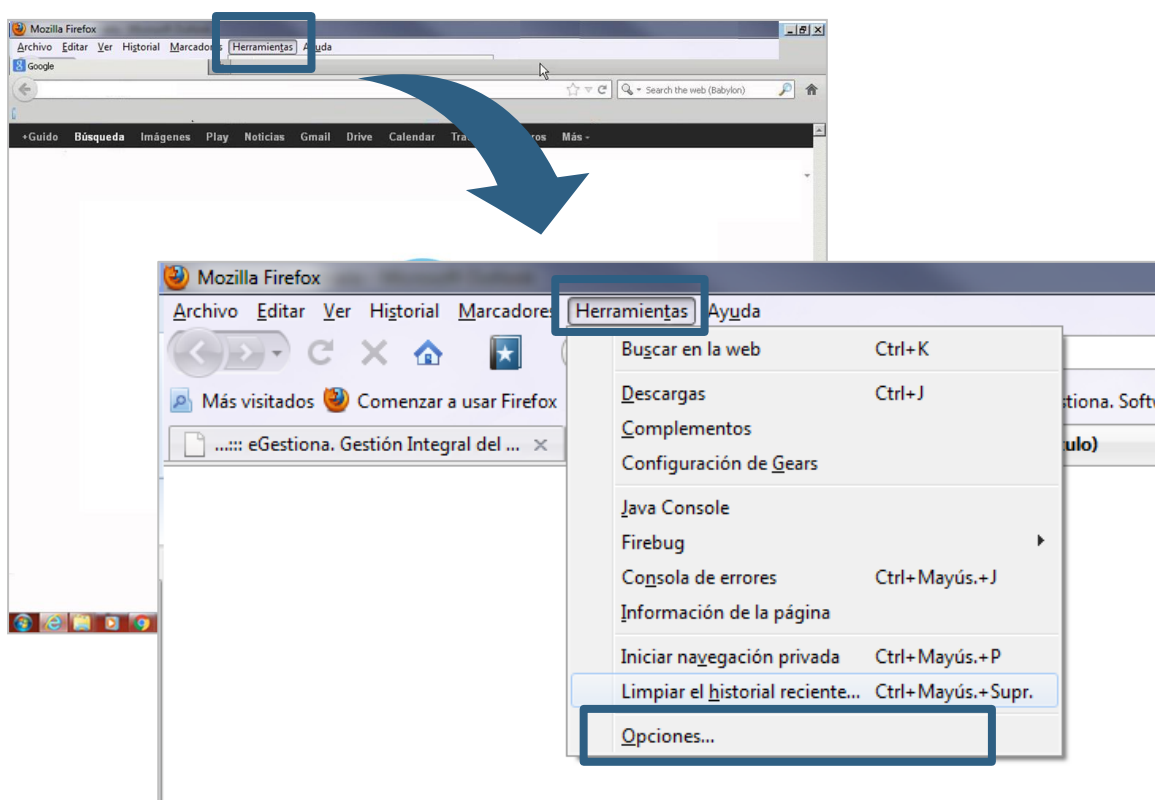 Mozilla Firefox
Archivo Editar Ver Historial Marcadores Herramientas Ayuda
Google
Search the web (Babylon)
+Guido Búsqueda Imágenes Play Noticias Gmail Drive Calendar Más
Mozilla Firefox
Archivo Editar Ver Historial Marcadores Herramientas Ayuda
Buscar en la web Ctrl+K
Más visitados Comenzar a usar Firefox
Descargas Ctrl+J
Complementos
...::: eGestiona. Gestión Integral del ...
Configuración de Gears
Java Console
Firebug
Consola de errores Ctrl+Mayús.+J
Información de la página
Iniciar navegación privada Ctrl+Mayús.+P
Limpiar el historial reciente... Ctrl+Mayús.+Supr.
Opciones...